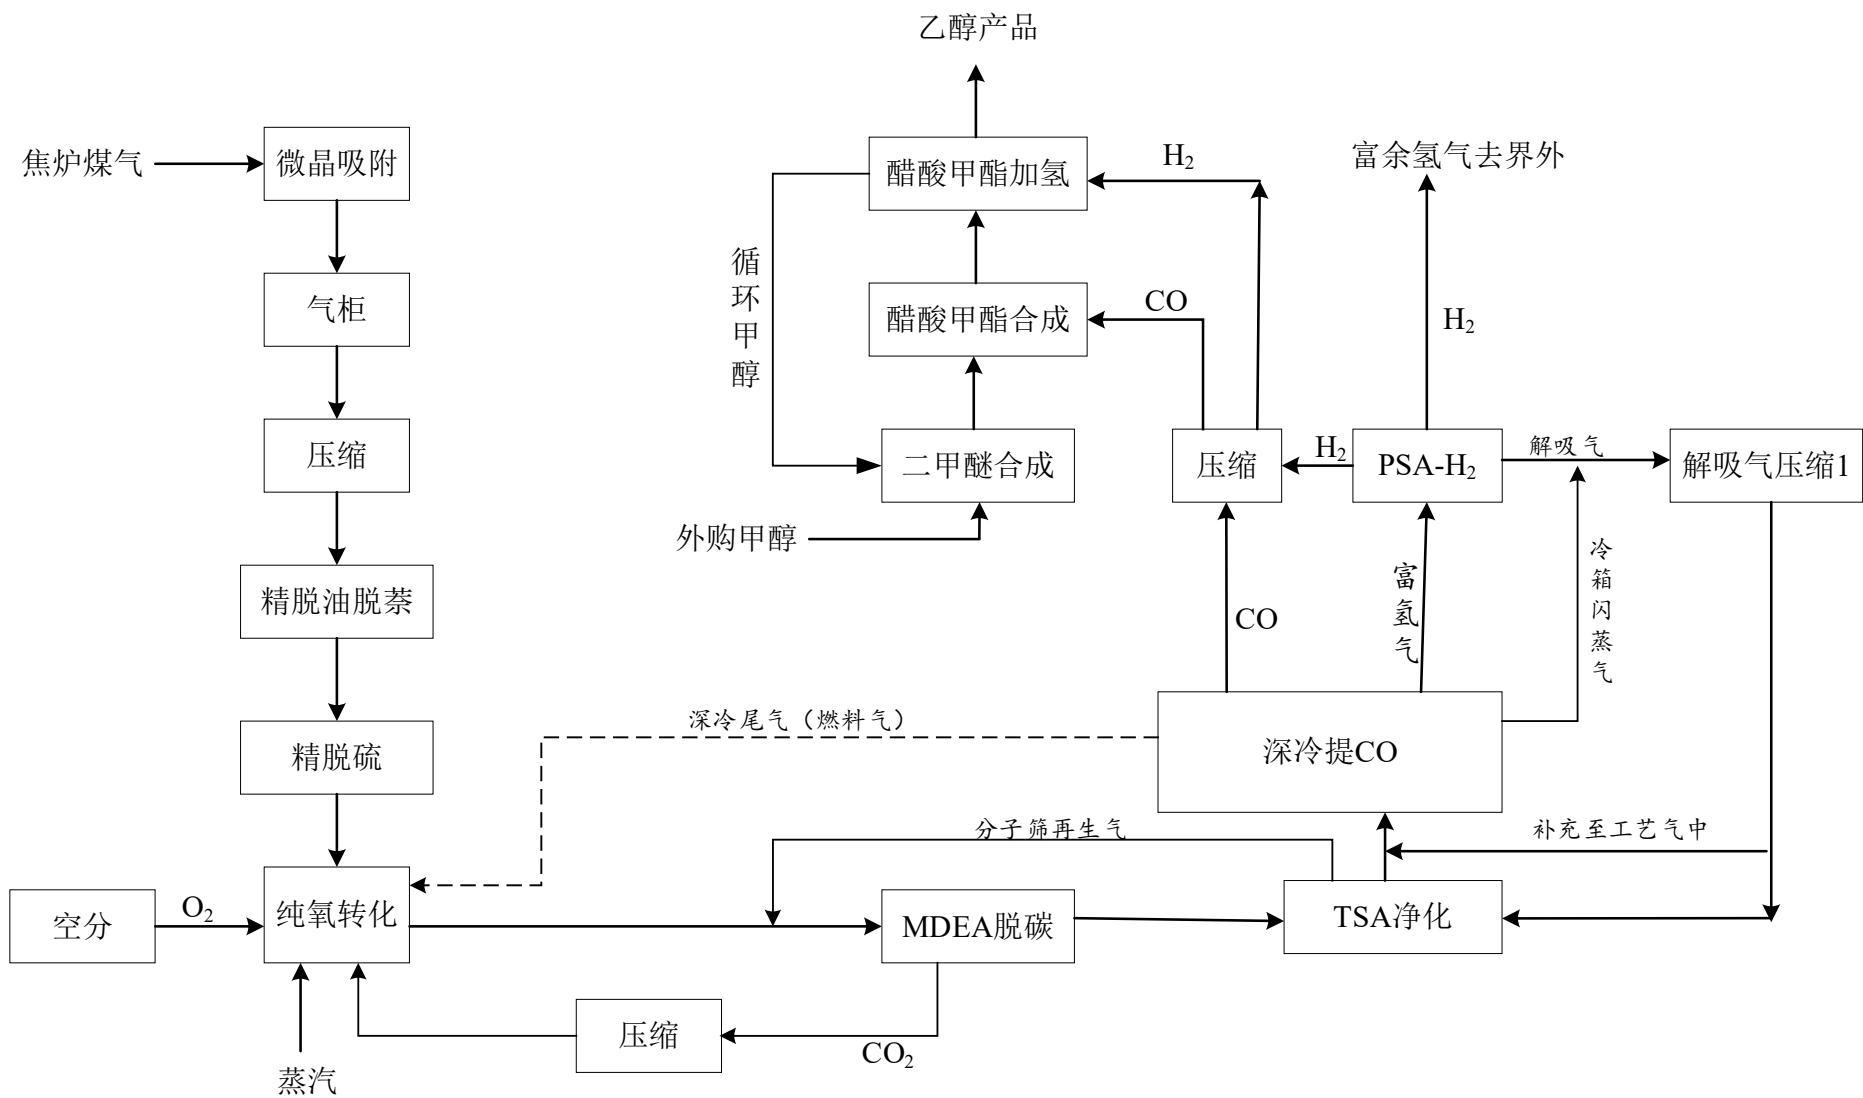 乙醇产品
焦炉煤气
微晶吸附
醋酸甲酯加氢
H₂
富余氢气去界外
循环甲醇
气柜
醋酸甲酯合成
CO
H₂
压缩
二甲醚合成
压缩
H₂
PSA-H₂
解吸气
解吸气压缩1
外购甲醇
冷箱闪蒸气
富氢气
CO
精脱油脱萘
深冷尾气（燃料气）
精脱硫
深冷提CO
分子筛再生气
补充至工艺气中
空分
O₂
纯氧转化
MDEA脱碳
TSA净化
压缩
CO₂
蒸汽